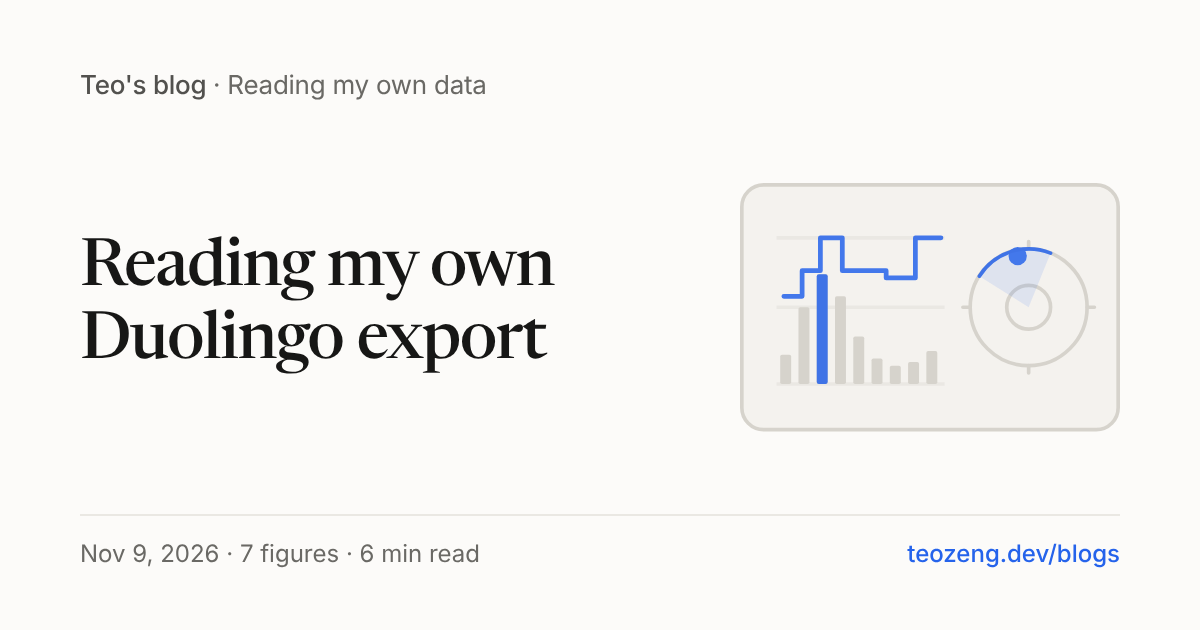 Teo's blog · Reading my own data
Reading my own
Duolingo export
Nov 9, 2026 · 7 figures · 6 min read
teozeng.dev/blogs